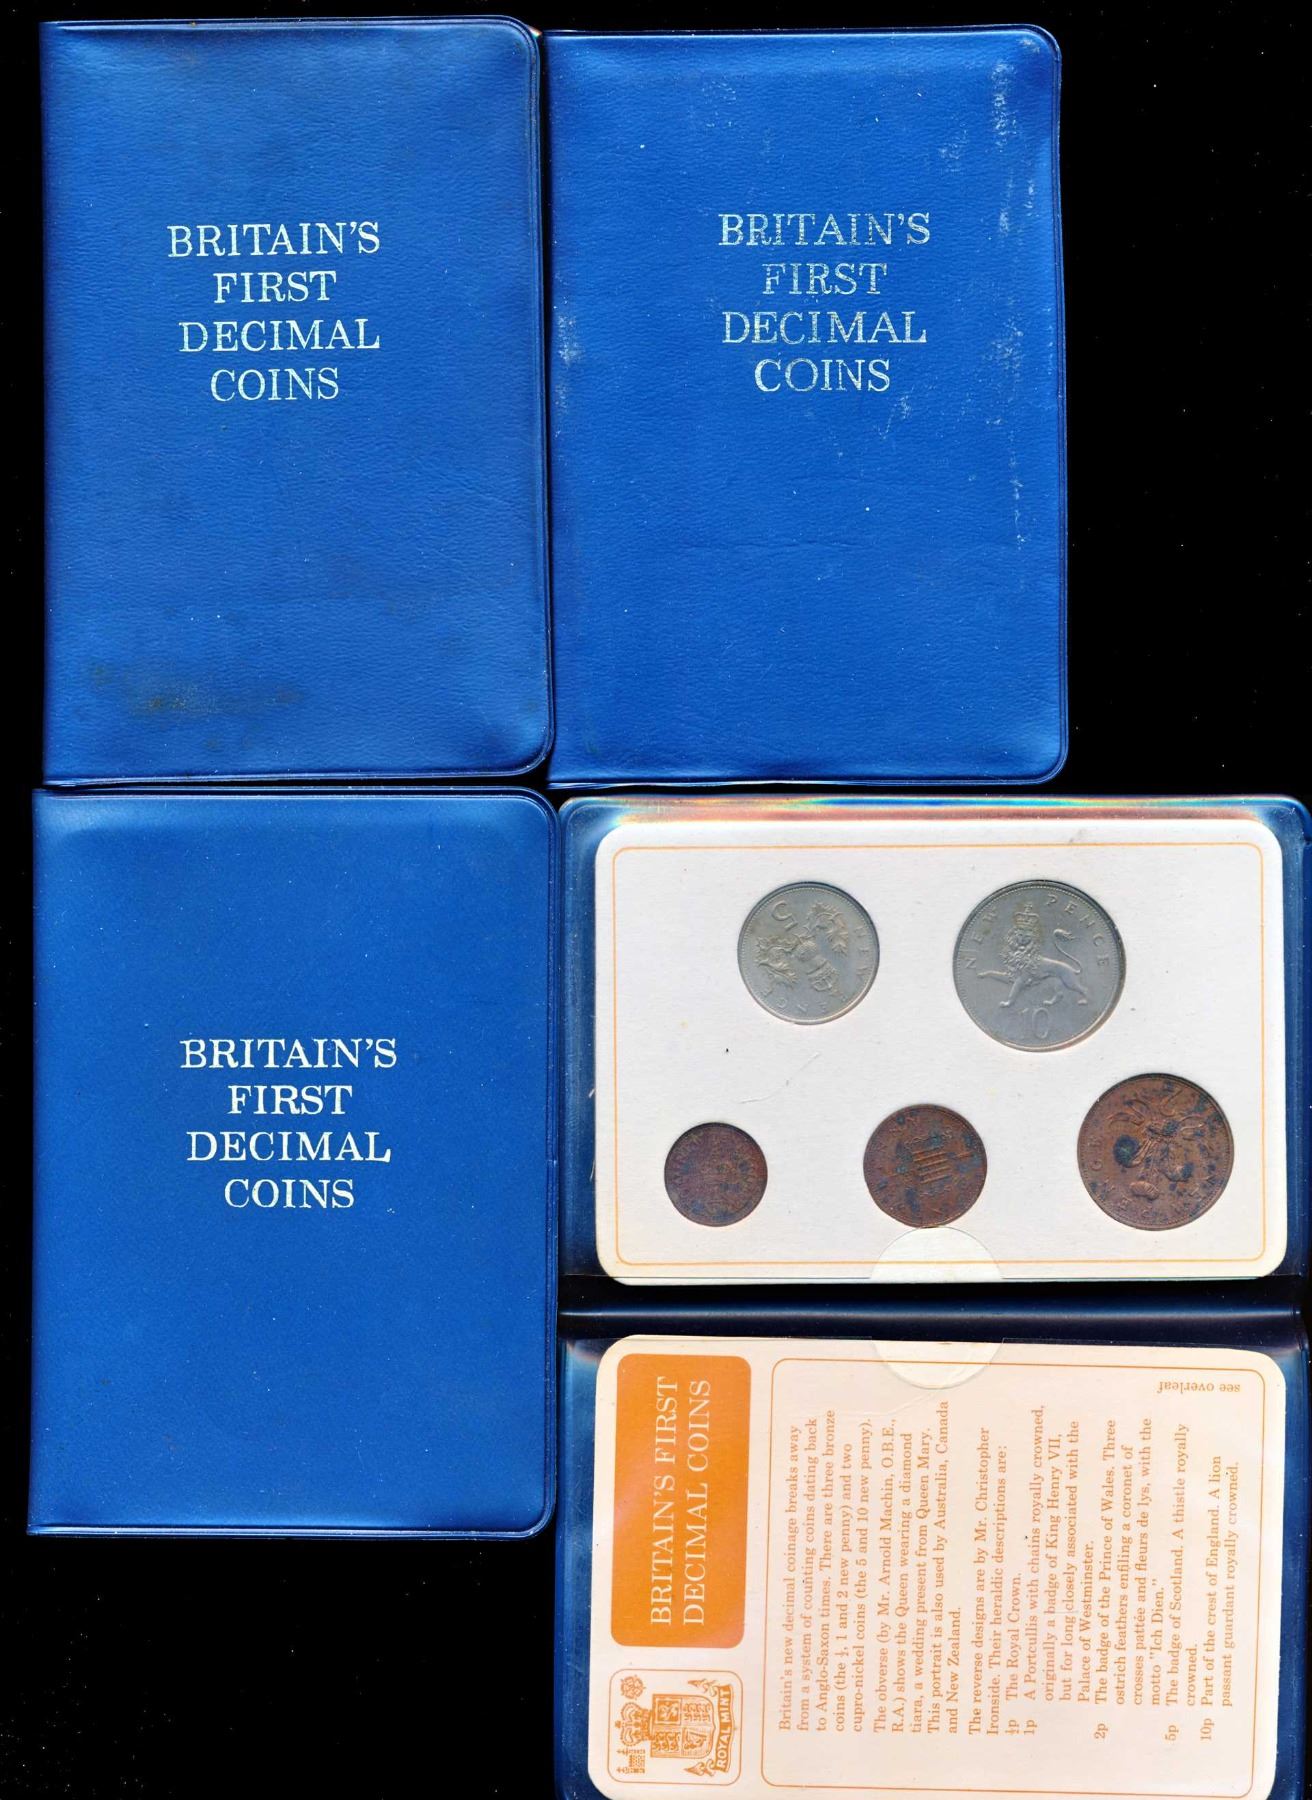 BRITAIN'S
FIRST
DECIMAL
COINS
BRITAIN'S
FIRST
DECIMAL
COINS
BRITAIN'S
FIRST
DECIMAL
COINS
NEW PENCE
5
NEW PENCE
10
BRITAIN'S FIRST
DECIMAL COINS
ROYAL MINT
Britain's new decimal coinage breaks away
from a system of counting coins dating back
to Anglo-Saxon times. There are three bronze
coins (the ½, 1 and 2 new penny) and two
cupro-nickel coins (the 5 and 10 new penny).
The obverse (by Mr. Arnold Machin, O.B.E.,
R.A.) shows the Queen wearing a diamond
tiara, a wedding present from Queen Mary.
This portrait is also used by Australia, Canada
and New Zealand.
The reverse designs are by Mr. Christopher
Ironside. Their heraldic descriptions are:
½p The Royal Crown.
1p A Portcullis with chains royally crowned,
originally a badge of King Henry VII,
but for long closely associated with the
Palace of Westminster.
2p The badge of the Prince of Wales. Three
ostrich feathers enfiling a coronet of
crosses pattée and fleurs de lys, with the
motto "Ich Dien."
5p The badge of Scotland. A thistle royally
crowned.
10p Part of the crest of England. A lion
passant guardant royally crowned.
see overleaf